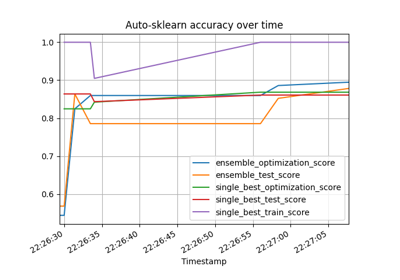 Auto-sklearn accuracy over time
1.0
0.9
0.8
0.7
0.6
ensemble_optimization_score
ensemble_test_score
single_best_optimization_score
single_best_test_score
single_best_train_score
22:26:30
22:26:35
22:26:40
22:26:45
22:26:50
22:26:55
22:27:00
22:27:05
Timestamp